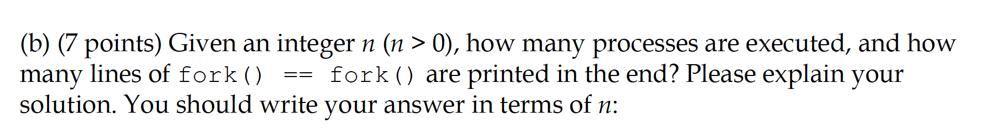 (b) (7 points) Given an integer n (n > 0), how many processes are executed, and how
many lines of fork() == fork() are printed in the end? Please explain your
solution. You should write your answer in terms of n: